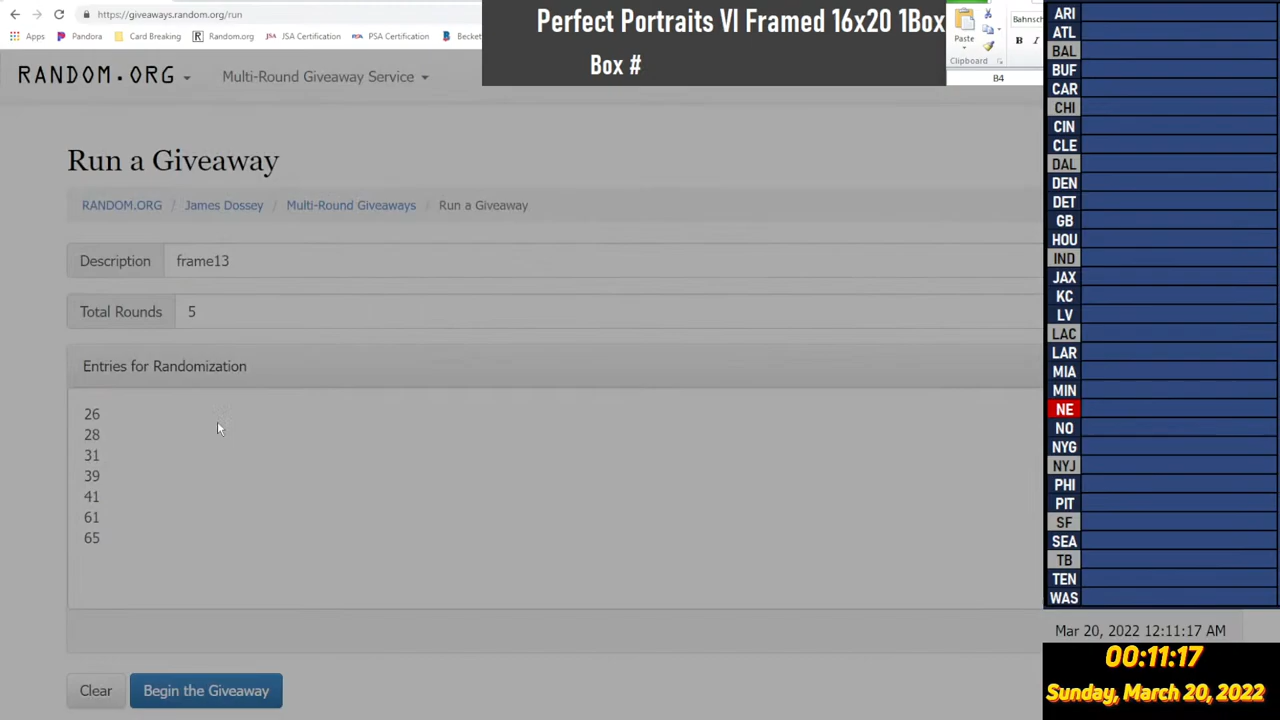 https://giveaways.random.org/run
Apps Pandora Card Breaking Random.org JSA Certification PSA Certification Beckett
Perfect Portraits VI Framed 16x20 1Box
Box #
Paste
Clipboard
Bahnsch
B I
B4
RANDOM.ORG
Multi-Round Giveaway Service
Run a Giveaway
RANDOM.ORG / James Dossey / Multi-Round Giveaways / Run a Giveaway
Description frame13
Total Rounds 5
Entries for Randomization
26
28
31
39
41
61
65
Clear
Begin the Giveaway
ARI
ATL
BAL
BUF
CAR
CHI
CIN
CLE
DAL
DEN
DET
GB
HOU
IND
JAX
KC
LV
LAC
LAR
MIA
MIN
NE
NO
NYG
NYJ
PHI
PIT
SF
SEA
TB
TEN
WAS
Mar 20, 2022 12:11:17 AM
00:11:17
Sunday, March 20, 2022